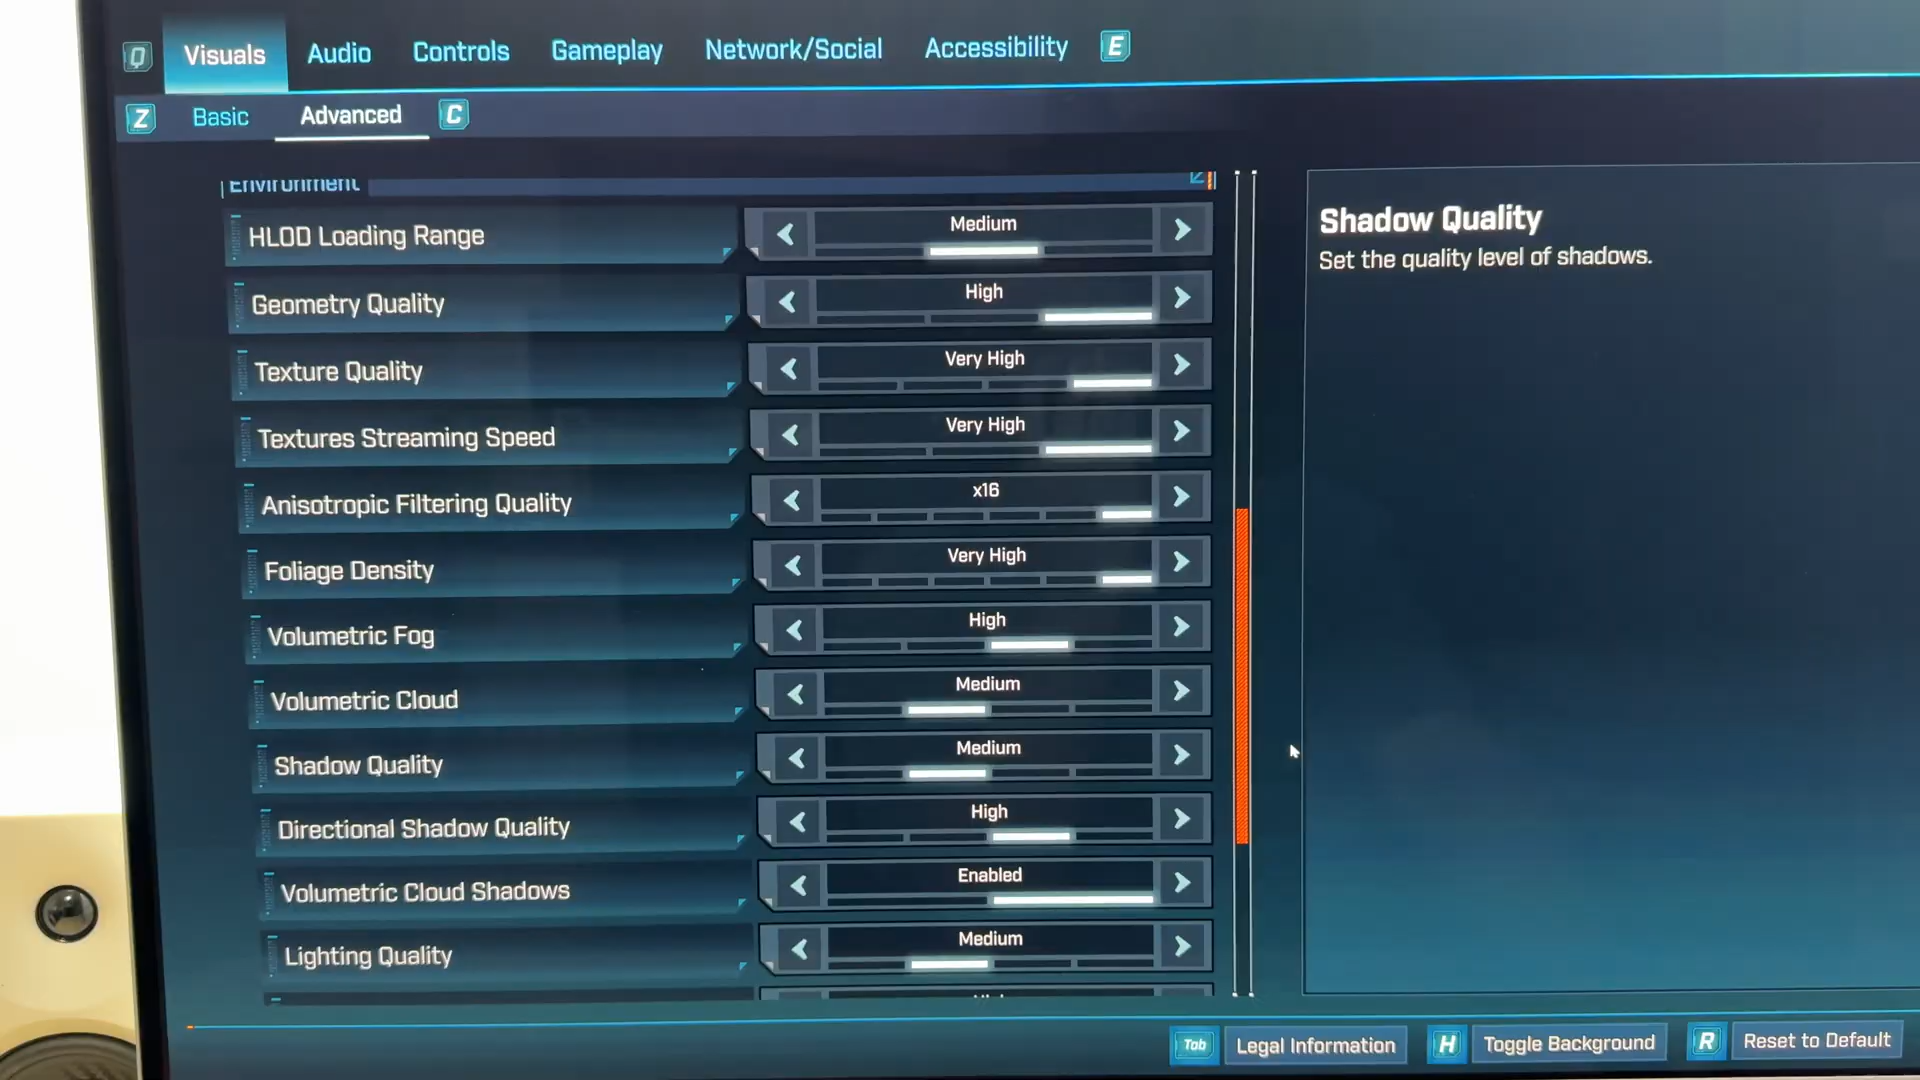 Q Visuals Audio Controls Gameplay Network/Social Accessibility E
Z Basic Advanced C
Environment
HLOD Loading Range Medium
Geometry Quality High
Texture Quality Very High
Textures Streaming Speed Very High
Anisotropic Filtering Quality x16
Foliage Density Very High
Volumetric Fog High
Volumetric Cloud Medium
Shadow Quality Medium
Directional Shadow Quality High
Volumetric Cloud Shadows Enabled
Lighting Quality Medium
Shadow Quality
Set the quality level of shadows.
Tab Legal Information H Toggle Background R Reset to Default